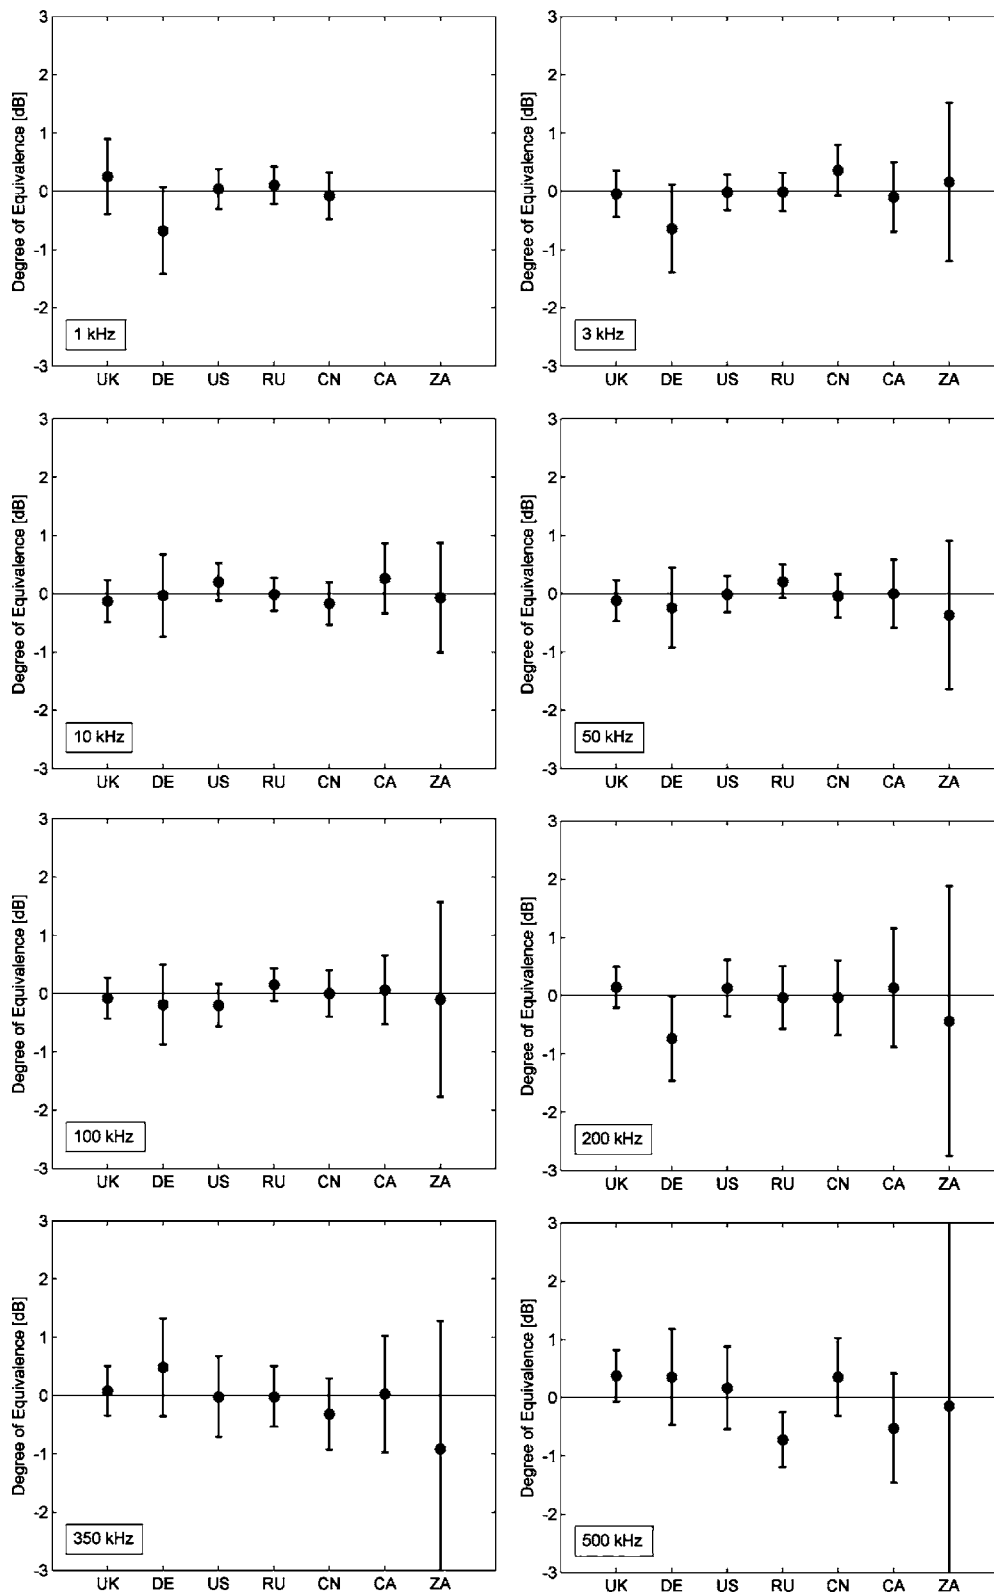 3
2
1
0
-1
-2
-3
Degree of Equivalence [dB]
1 kHz
UK DE US RU CN CA ZA
3
2
1
0
-1
-2
-3
Degree of Equivalence [dB]
3 kHz
UK DE US RU CN CA ZA
3
2
1
0
-1
-2
-3
Degree of Equivalence [dB]
10 kHz
UK DE US RU CN CA ZA
3
2
1
0
-1
-2
-3
Degree of Equivalence [dB]
50 kHz
UK DE US RU CN CA ZA
3
2
1
0
-1
-2
-3
Degree of Equivalence [dB]
100 kHz
UK DE US RU CN CA ZA
3
2
1
0
-1
-2
-3
Degree of Equivalence [dB]
200 kHz
UK DE US RU CN CA ZA
3
2
1
0
-1
-2
-3
Degree of Equivalence [dB]
350 kHz
UK DE US RU CN CA ZA
3
2
1
0
-1
-2
-3
Degree of Equivalence [dB]
500 kHz
UK DE US RU CN CA ZA